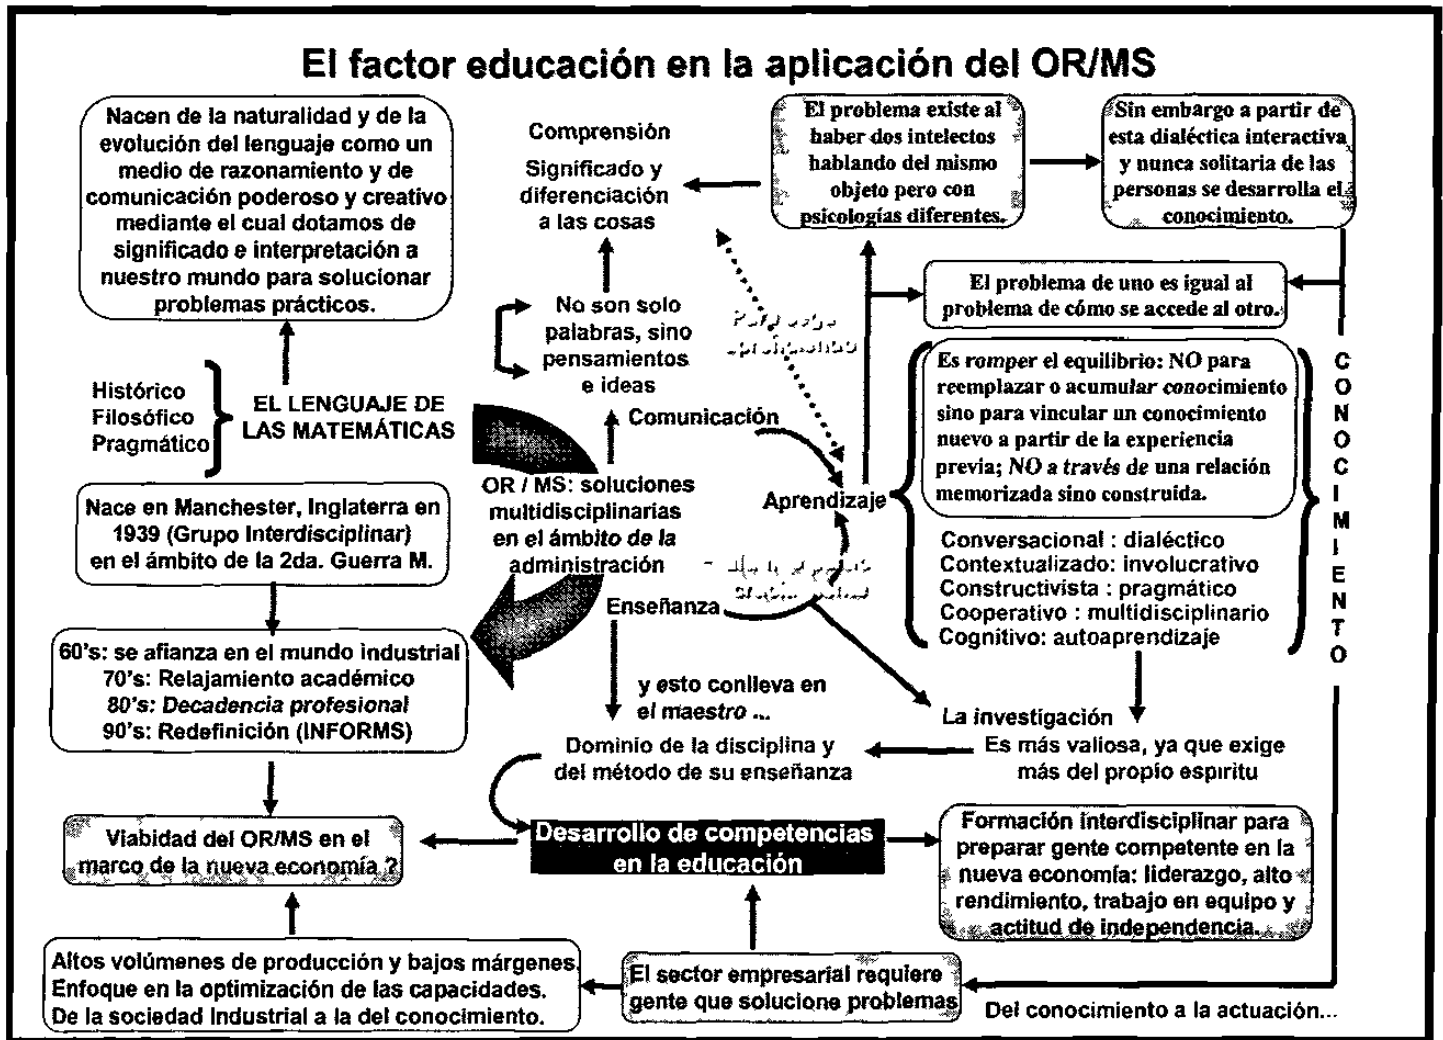 El factor educación en la aplicación del OR/MS
Nacen de la naturalidad y de la
evolución del lenguaje como un
medio de razonamiento y de
comunicación poderoso y creativo
mediante el cual dotamos de
significado e interpretación a
nuestro mundo para solucionar
problemas prácticos.
Comprensión
Significado y
diferenciación
a las cosas
El problema existe al
haber dos intelectos
hablando del mismo
objeto pero con
psicologías diferentes.
Sin embargo a partir de
esta dialéctica interactiva
y nunca solitaria de las
personas se desarrolla el
conocimiento.
El problema de uno es igual al
problema de cómo se accede al otro.
No son solo
palabras, sino
pensamientos
e ideas
Para
aprendiendo
Histórico
Filosófico
Pragmático
EL LENGUAJE DE
LAS MATEMÁTICAS
Comunicación
Es romper el equilibrio: NO para
reemplazar o acumular conocimiento
sino para vincular un conocimiento
nuevo a partir de la experiencia
previa; NO a través de una relación
memorizada sino construida.
CONOCIMIENTO
OR / MS: soluciones
multidisciplinarias
en el ámbito de la
administración
Aprendizaje
Nace en Manchester, Inglaterra en
1939 (Grupo Interdisciplinar)
en el ámbito de la 2da. Guerra M.
Conversacional : dialéctico
Contextualizado: involucrativo
Constructivista : pragmático
Cooperativo : multidisciplinario
Cognitivo: autoaprendizaje
Enseñanza
60's: se afianza en el mundo industrial
70's: Relajamiento académico
80's: Decadencia profesional
90's: Redefinición (INFORMS)
y esto conlleva en
el maestro ...
La investigación
Es más valiosa, ya que exige
más del propio espiritu
Dominio de la disciplina y
del método de su enseñanza
Viabidad del OR/MS en el
marco de la nueva economía ?
Desarrollo de competencias
en la educación
Formación interdisciplinar para
preparar gente competente en la
nueva economía: liderazgo, alto
rendimiento, trabajo en equipo y
actitud de independencia.
Altos volúmenes de producción y bajos márgenes.
Enfoque en la optimización de las capacidades.
De la sociedad Industrial a la del conocimiento.
El sector empresarial requiere
gente que solucione problemas
Del conocimiento a la actuación...